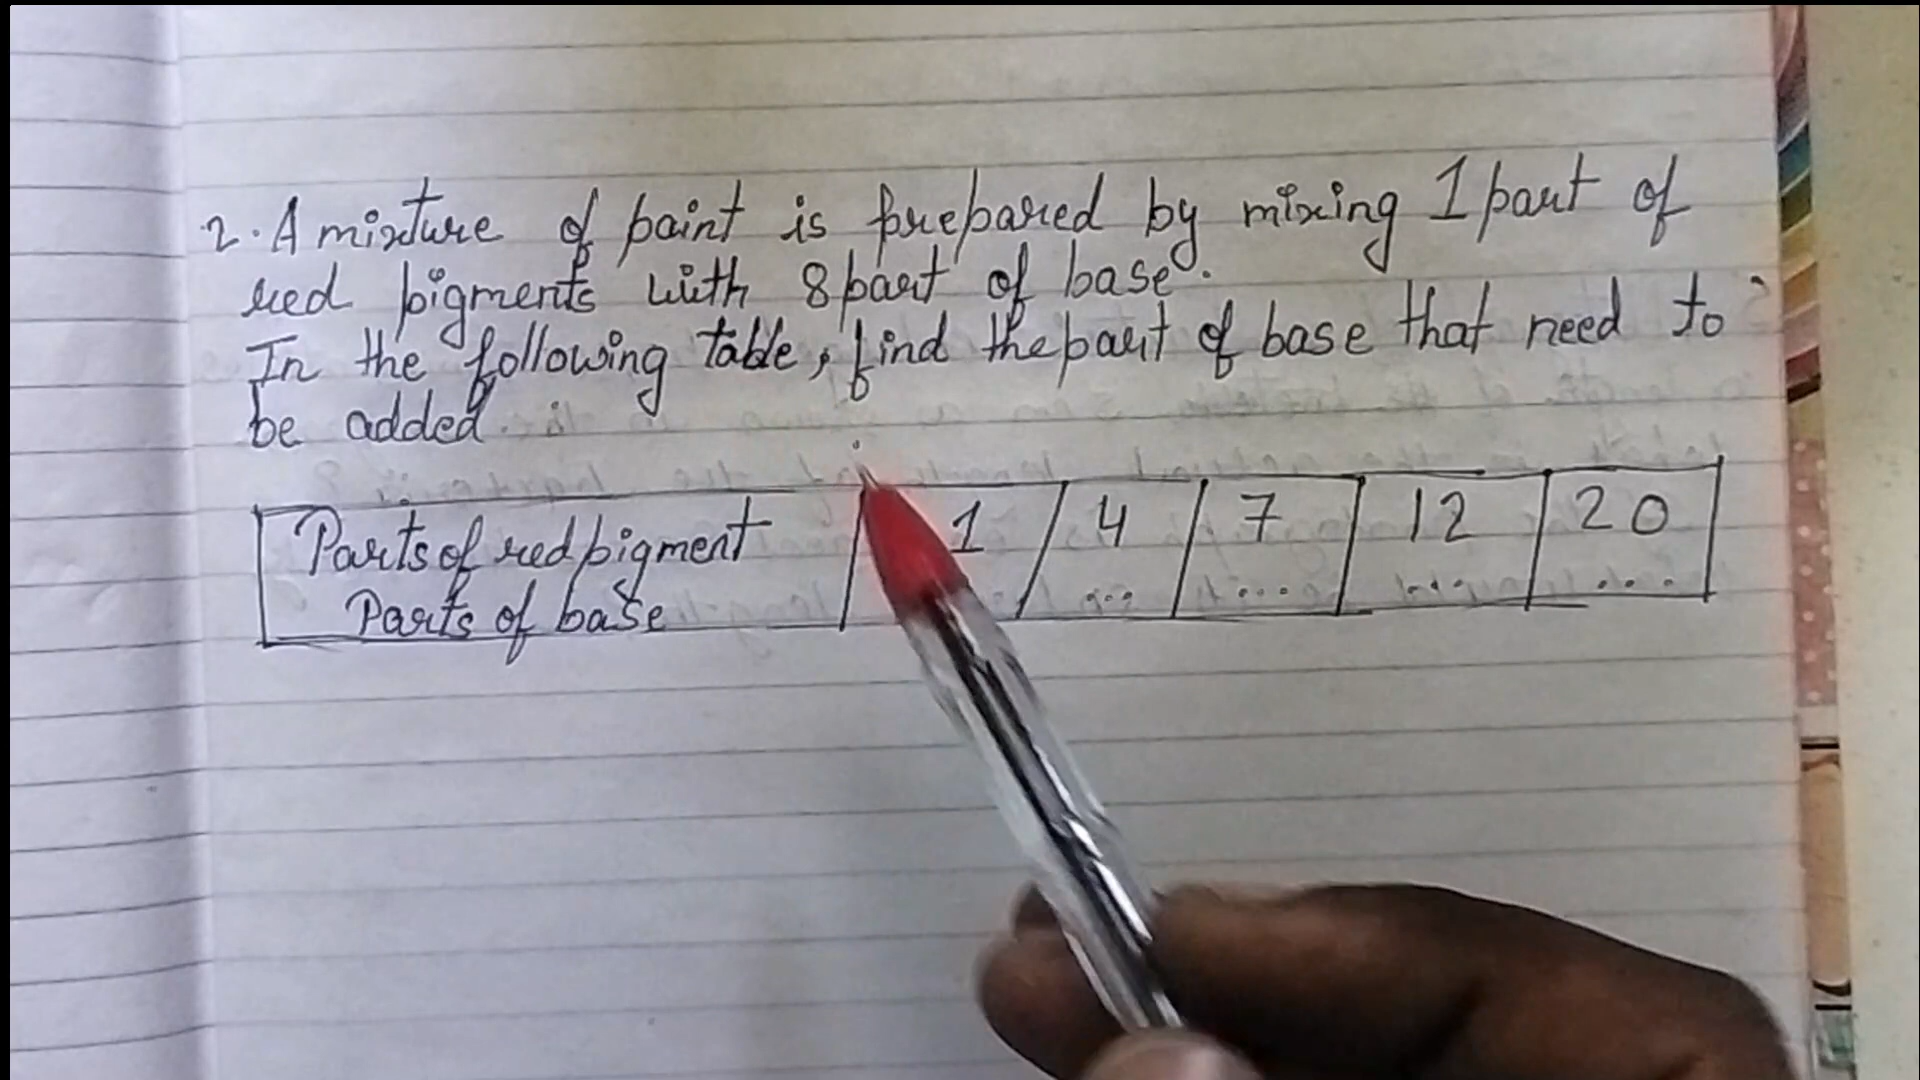 2. A mixture of paint is prepared by mixing 1 part of
red pigments with 8 part of base.
In the following table, find the part of base that need to
be added.
Parts of red pigment 1 4 7 12 20
Parts of base ... ... ... ...